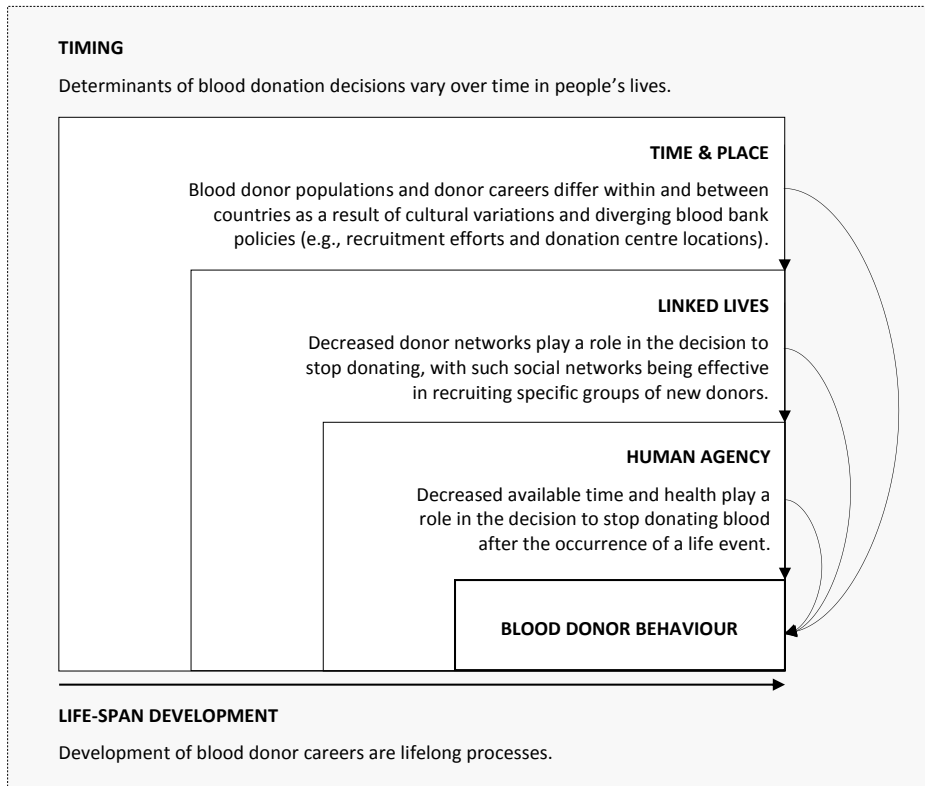 TIMING
Determinants of blood donation decisions vary over time in people’s lives.
TIME & PLACE
Blood donor populations and donor careers differ within and between
countries as a result of cultural variations and diverging blood bank
policies (e.g., recruitment efforts and donation centre locations).
LINKED LIVES
Decreased donor networks play a role in the decision to
stop donating, with such social networks being effective
in recruiting specific groups of new donors.
HUMAN AGENCY
Decreased available time and health play a
role in the decision to stop donating blood
after the occurrence of a life event.
BLOOD DONOR BEHAVIOUR
LIFE-SPAN DEVELOPMENT
Development of blood donor careers are lifelong processes.